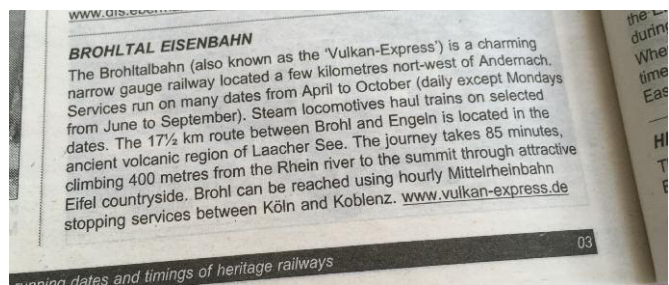 BROHLTAL EISENBAHN
The Brohltalbahn (also known as the 'Vulkan-Express') is a charming
narrow gauge railway located a few kilometres nort-west of Andernach.
Services run on many dates from April to October (daily except Mondays
from June to September). Steam locomotives haul trains on selected
dates. The 17½ km route between Brohl and Engeln is located in the
ancient volcanic region of Laacher See. The journey takes 85 minutes,
climbing 400 metres from the Rhein river to the summit through attractive
Eifel countryside. Brohl can be reached using hourly Mittelrheinbahn
stopping services between Köln and Koblenz. www.vulkan-express.de
dates and timings of heritage railways
03
the
during
time